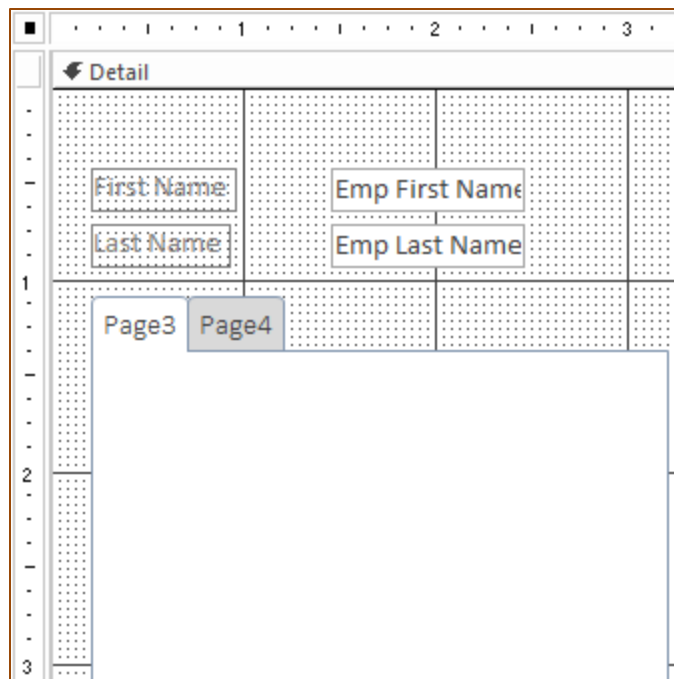 1 2 3
Detail
First Name Emp First Name
Last Name Emp Last Name
1
Page3 Page4
2
3